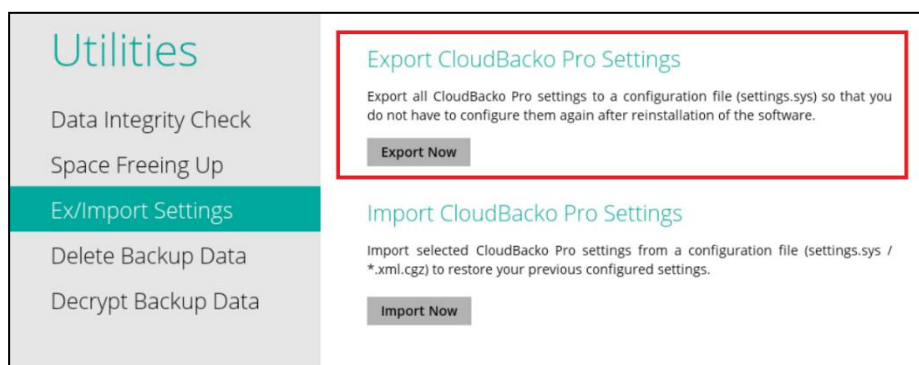 Utilities
Data Integrity Check
Space Freeing Up
Ex/Import Settings
Delete Backup Data
Decrypt Backup Data
Export CloudBacko Pro Settings
Export all CloudBacko Pro settings to a configuration file (settings.sys) so that you
do not have to configure them again after reinstallation of the software.
Export Now
Import CloudBacko Pro Settings
Import selected CloudBacko Pro settings from a configuration file (settings.sys /
*.xml.cgz) to restore your previous configured settings.
Import Now